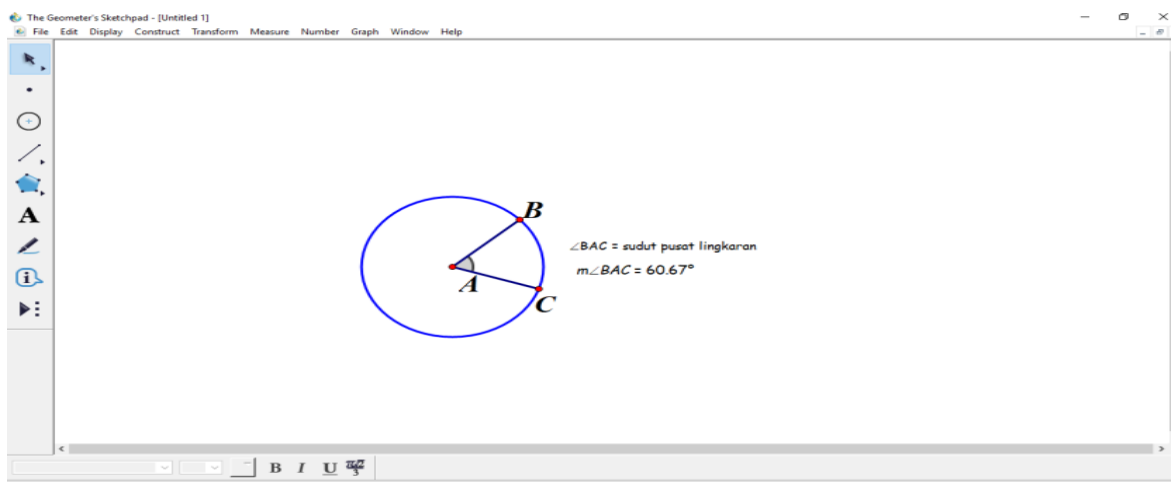 The Geometer's Sketchpad - [Untitled 1]
File Edit Display Construct Transform Measure Number Graph Window Help
A
B
∠BAC = sudut pusat lingkaran
m∠BAC = 60.67°
A
C
B I U